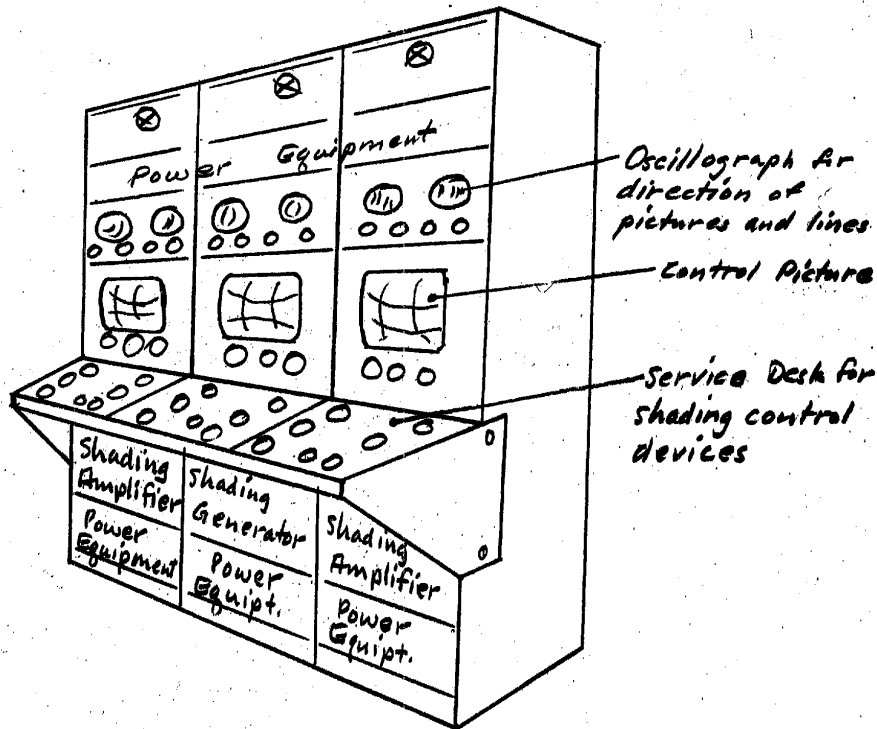 Power Equipment
Oscillograph for
direction of
pictures and lines
Control Picture
Service Desk for
shading control
devices
Shading
Amplifier
Power
Equipment
Shading
Generator
Power
Equipt.
Shading
Amplifier
Power
Equipt.